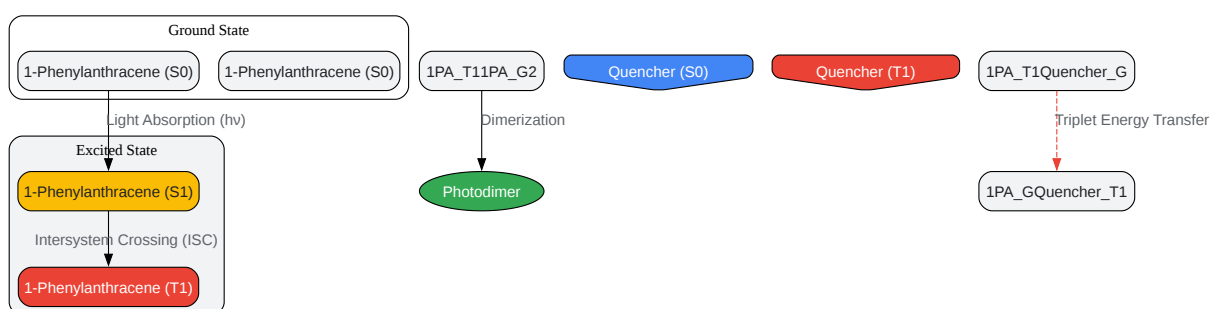 Ground State
1-Phenylanthracene (S0)
1-Phenylanthracene (S0)
1PA_T11PA_G2
Quencher (S0)
Quencher (T1)
1PA_T1Quencher_G
Light Absorption (hν)
Dimerization
Triplet Energy Transfer
Excited State
1-Phenylanthracene (S1)
Photodimer
1PA_GQuencher_T1
Intersystem Crossing (ISC)
1-Phenylanthracene (T1)